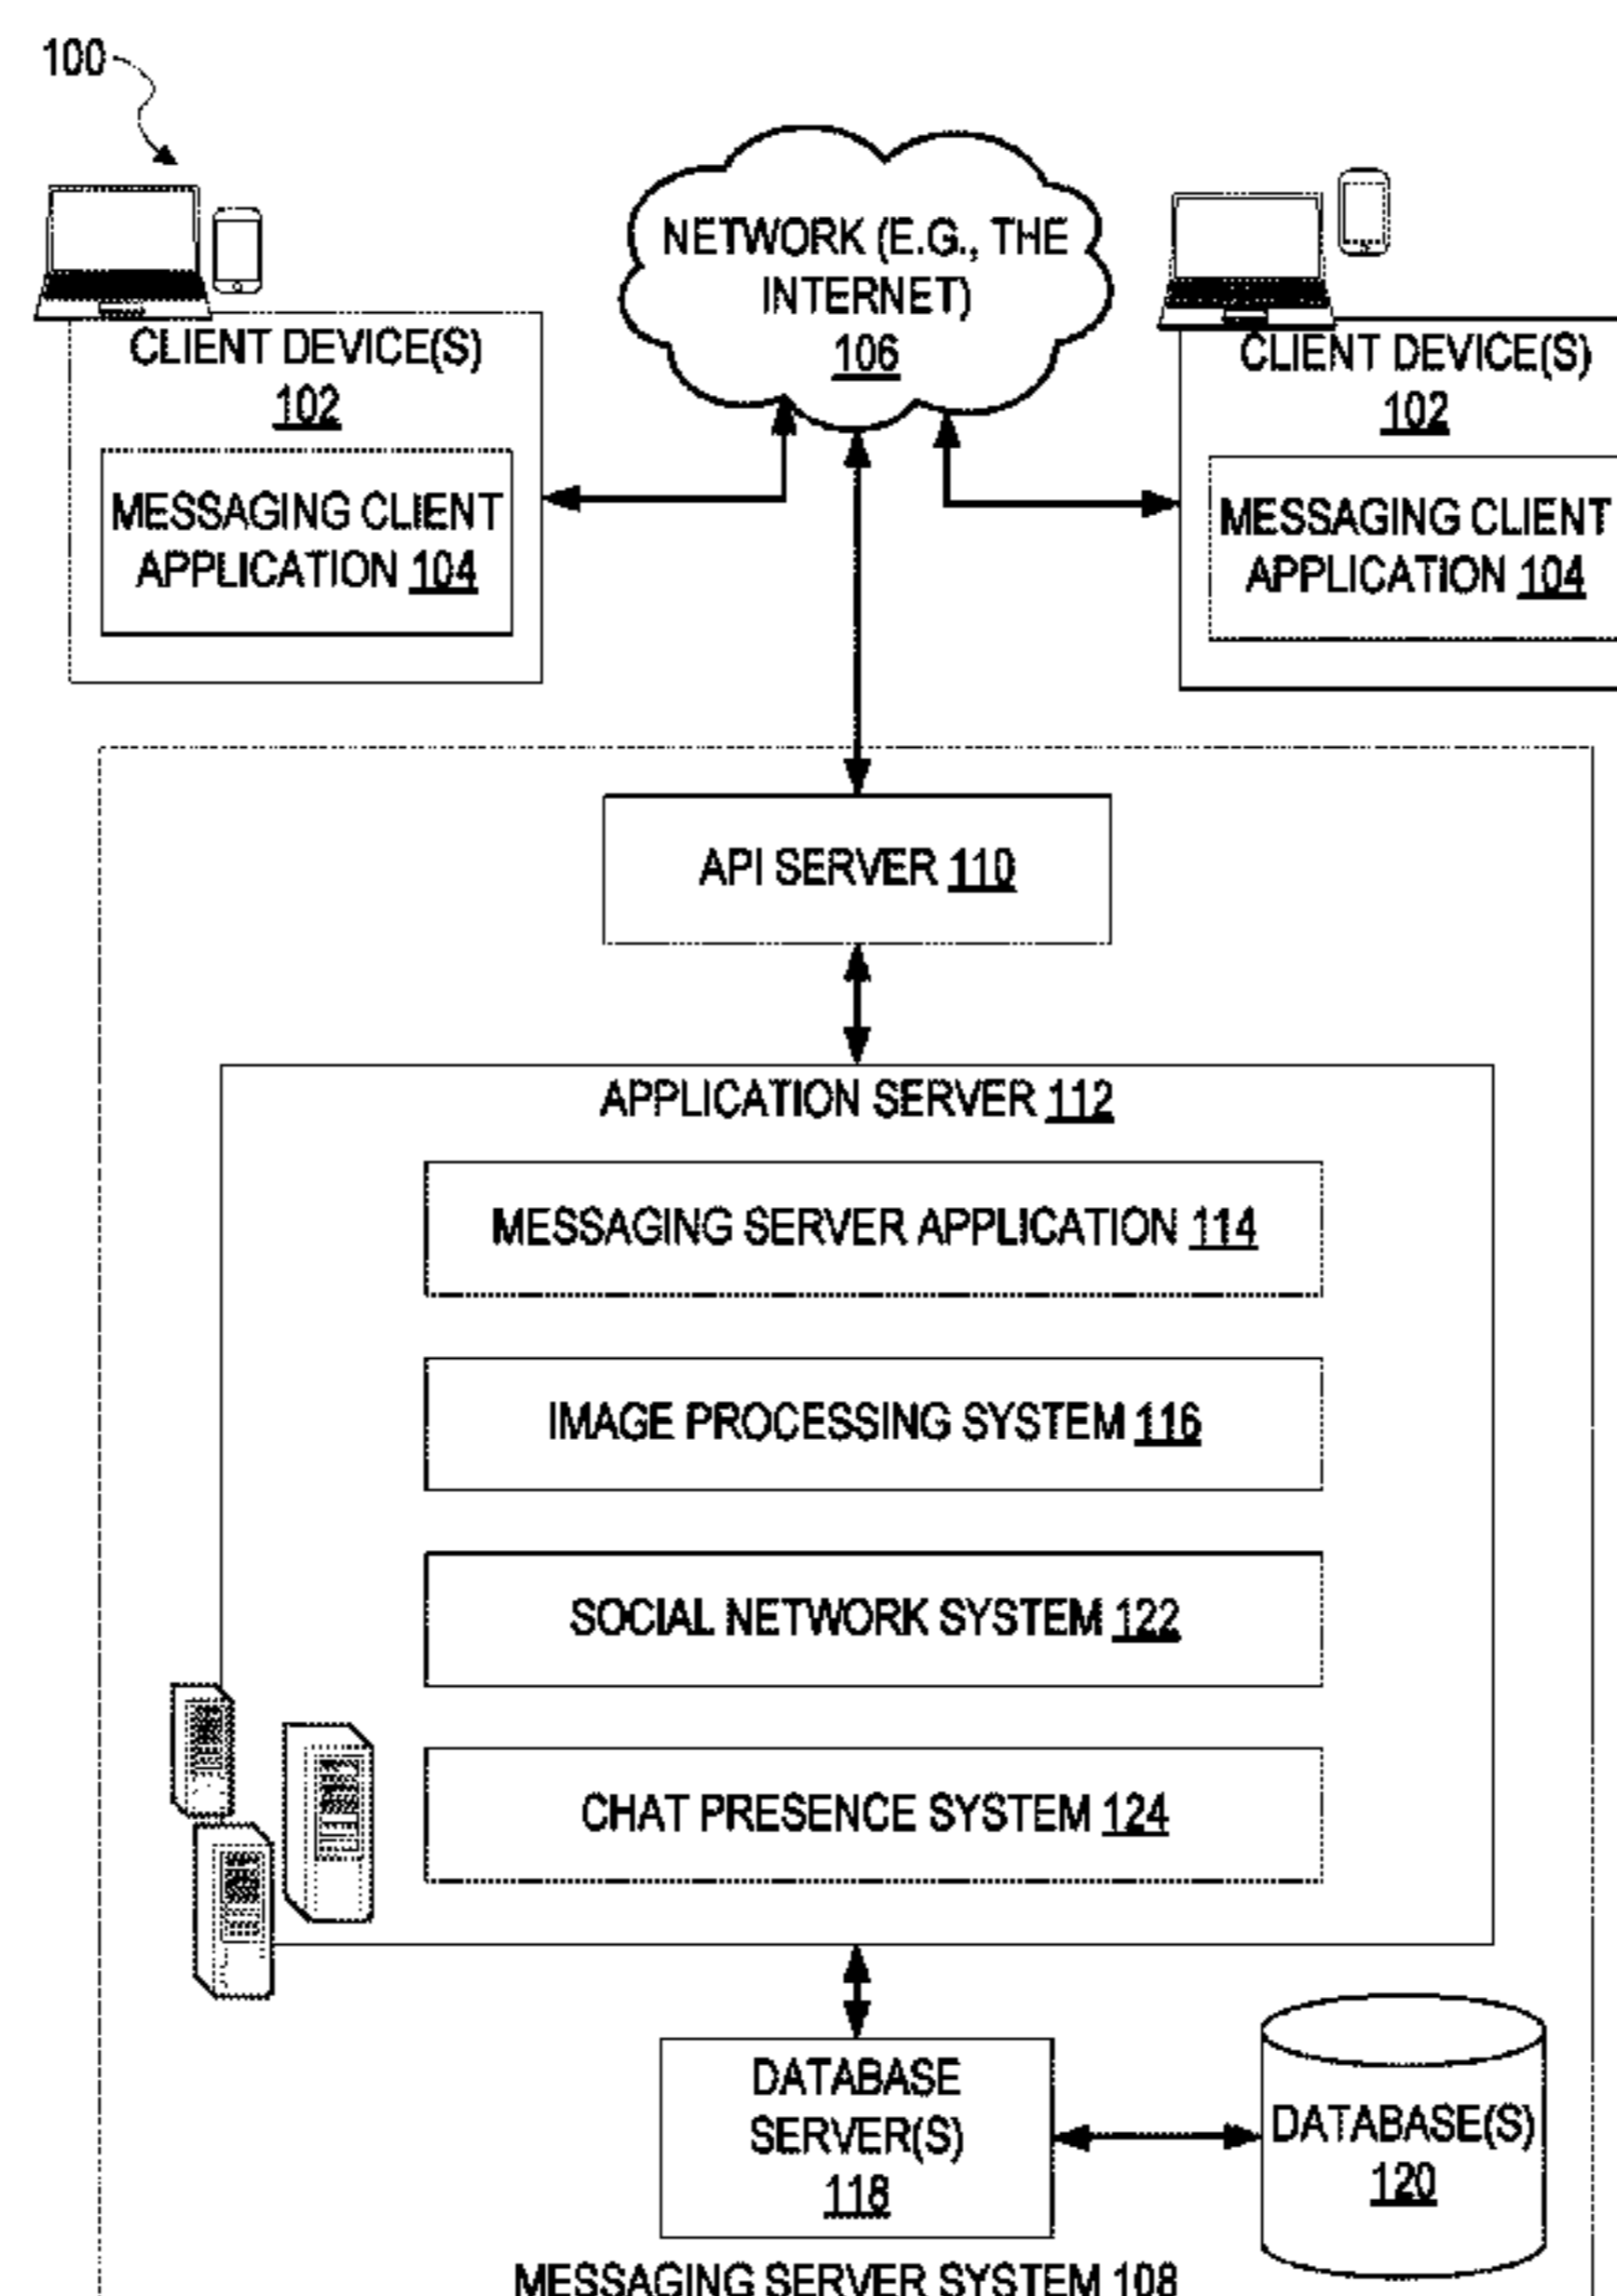 100
NETWORK (E.G., THE
INTERNET)
106
CLIENT DEVICE(S)
102
MESSAGING CLIENT
APPLICATION 104
CLIENT DEVICE(S)
102
MESSAGING CLIENT
APPLICATION 104
API SERVER 110
APPLICATION SERVER 112
MESSAGING SERVER APPLICATION 114
IMAGE PROCESSING SYSTEM 116
SOCIAL NETWORK SYSTEM 122
CHAT PRESENCE SYSTEM 124
DATABASE
SERVER(S)
118
DATABASE(S)
120
MESSAGING SERVER SYSTEM 108